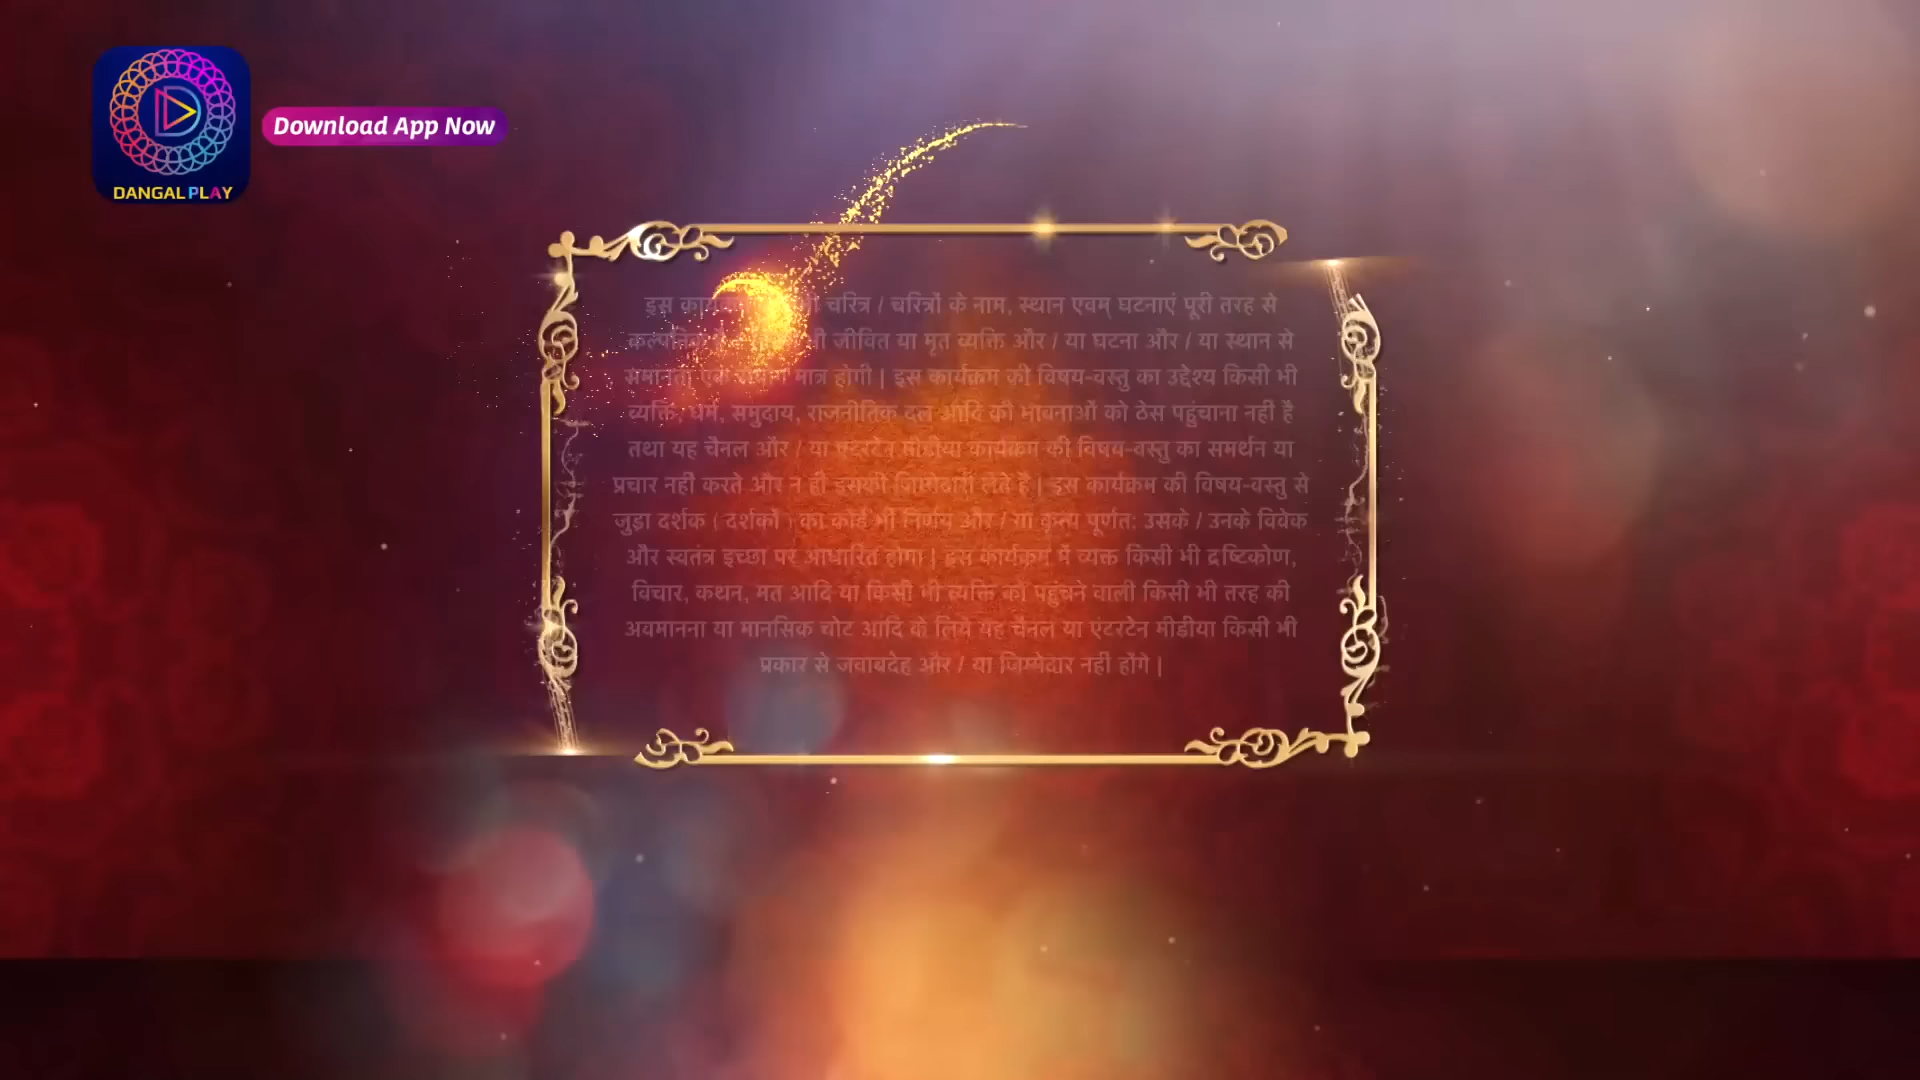 DANGAL PLAY
Download App Now
इस चरित्र / चरित्रों के नाम, स्थान एवम् घटनाएं पूरी तरह से
जीवित या मृत व्यक्ति और / या घटना और / या स्थान से
मात्र होगी | इस कार्यक्रम की विषय-वस्तु का उद्देश्य किसी भी
व्यक्ति, धर्म, समुदाय, राजनीतिक दल आदि की भावनाओं को ठेस पहुंचाना नहीं है
तथा यह चैनल और / या एंटरटेन मीडीया कार्यक्रम की विषय-वस्तु का समर्थन या
प्रचार नहीं करते और न ही इसकी जिम्मेदारी लेते है | इस कार्यक्रम की विषय-वस्तु से
जुड़ा दर्शक ( दर्शकों ) का कोई भी निर्णय और / या कृत्य पूर्णत: उसके / उनके विवेक
और स्वतंत्र इच्छा पर आधारित होगा | इस कार्यक्रम में व्यक्त किसी भी द्रष्टिकोण,
विचार, कथन, मत आदि या किसी भी व्यक्ति को पहुंचने वाली किसी भी तरह की
अवमानना या मानसिक चोट आदि के लिये यह चैनल या एंटरटेन मीडीया किसी भी
प्रकार से जवाबदेह और / या जिम्मेदार नहीं होंगे |